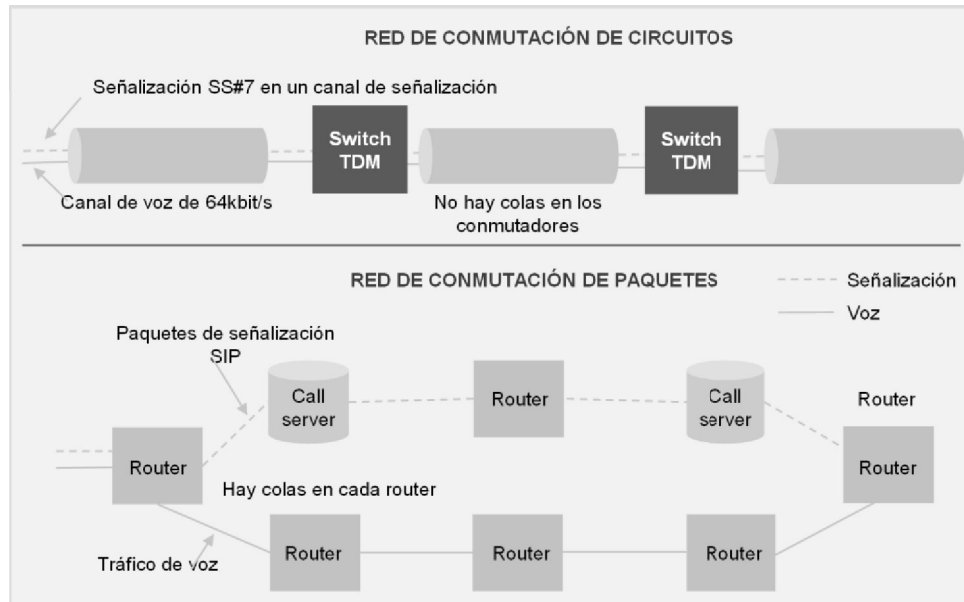 RED DE CONMUTACIÓN DE CIRCUITOS
Señalización SS#7 en un canal de señalización
Switch
TDM
Switch
TDM
Canal de voz de 64kbit/s
No hay colas en los
conmutadores
RED DE CONMUTACIÓN DE PAQUETES
Señalización
Voz
Paquetes de señalización
SIP
Call
server
Router
Call
server
Router
Router
Router
Hay colas en cada router
Router
Router
Router
Tráfico de voz